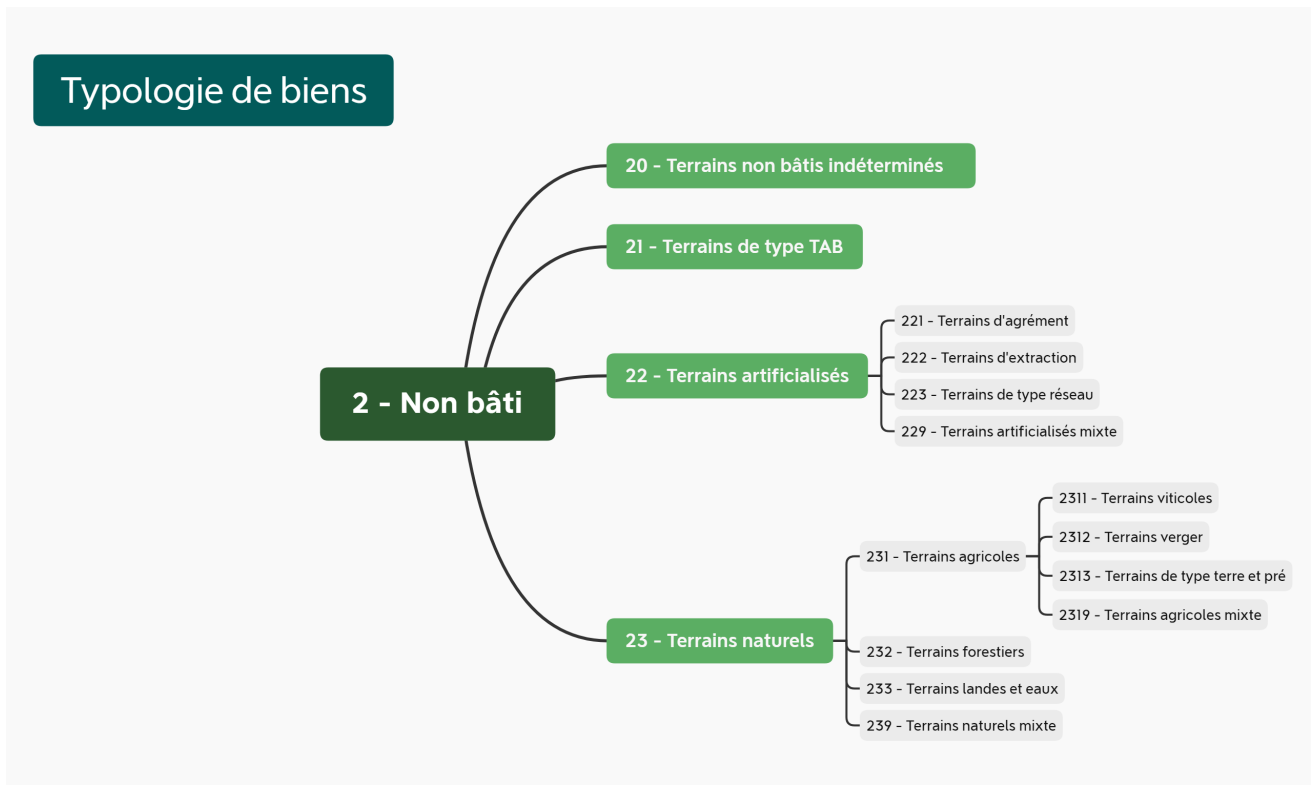 Typologie de biens
20 - Terrains non bâtis indéterminés
21 - Terrains de type TAB
2 - Non bâti
22 - Terrains artificialisés
221 - Terrains d'agrément
222 - Terrains d'extraction
223 - Terrains de type réseau
229 - Terrains artificialisés mixte
23 - Terrains naturels
231 - Terrains agricoles
2311 - Terrains viticoles
2312 - Terrains verger
2313 - Terrains de type terre et pré
2319 - Terrains agricoles mixte
232 - Terrains forestiers
233 - Terrains landes et eaux
239 - Terrains naturels mixte